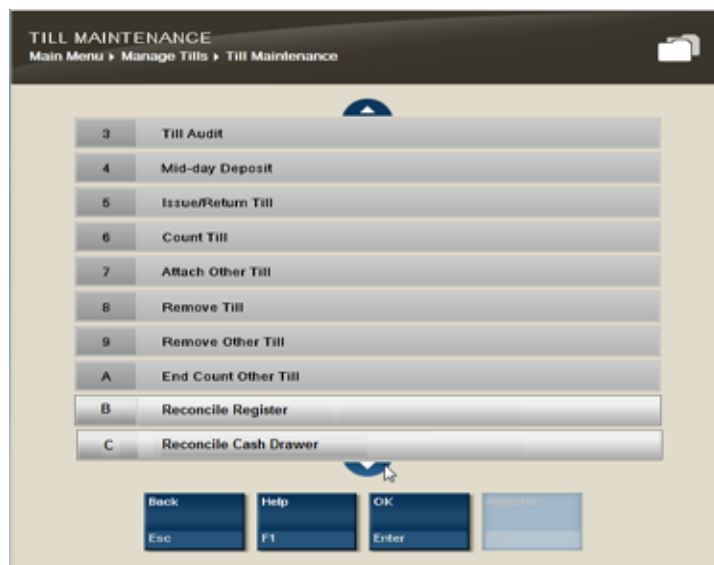 TILL MAINTENANCE
Main Menu ▸ Manage Tills ▸ Till Maintenance
3 Till Audit
4 Mid-day Deposit
5 Issue/Return Till
6 Count Till
7 Attach Other Till
8 Remove Till
9 Remove Other Till
A End Count Other Till
B Reconcile Register
C Reconcile Cash Drawer
Back Help OK Register
Esc F1 Enter